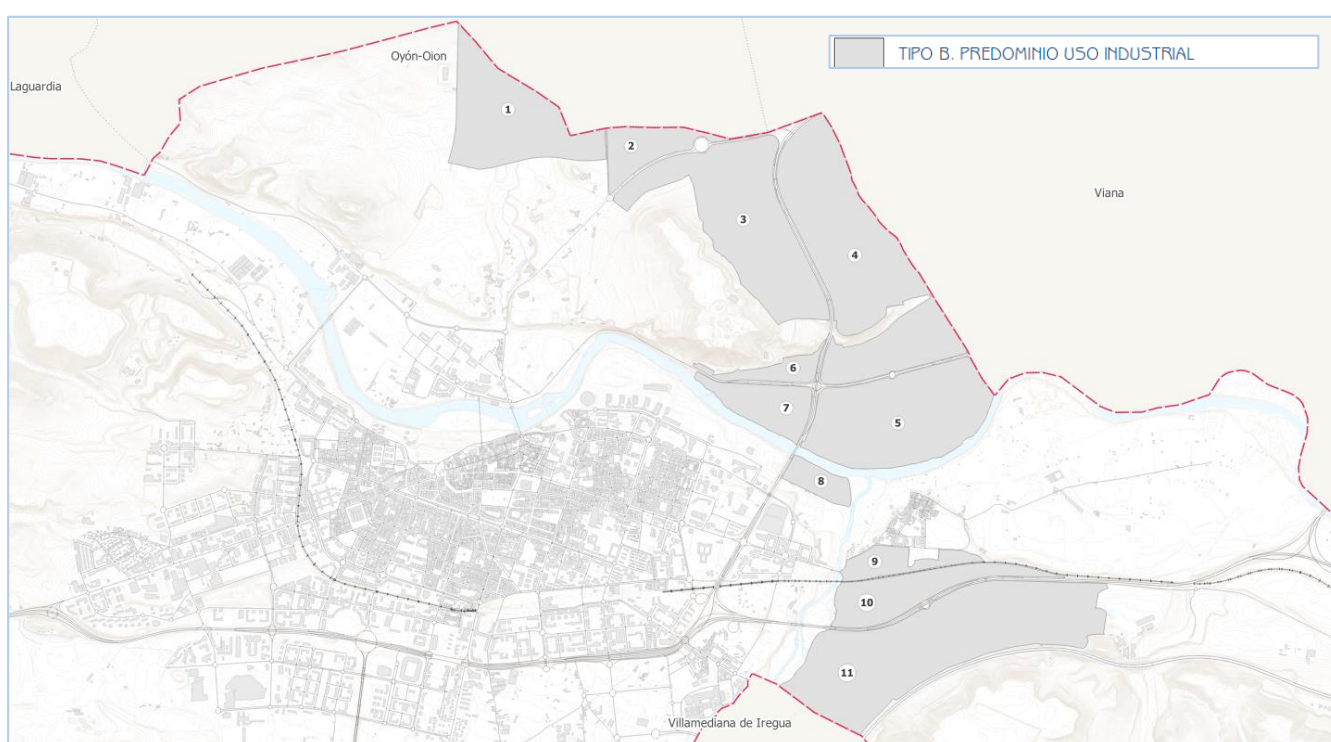 TIPO B. PREDOMINIO USO INDUSTRIAL
Oyón-Oion
Laguardia
1
2
Viana
3
4
6
7
5
8
9
10
11
Villamediana de Iregua